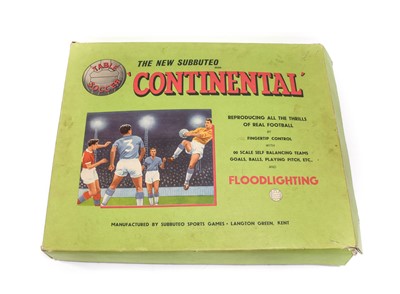 TABLE
SOCCER
THE NEW SUBBUTEO
'CONTINENTAL'
REPRODUCING ALL THE THRILLS
OF REAL FOOTBALL
BY
FINGERTIP CONTROL
WITH
00 SCALE SELF BALANCING TEAMS
GOALS, BALLS, PLAYING PITCH, ETC.,
AND
FLOODLIGHTING
3
MANUFACTURED BY SUBBUTEO SPORTS GAMES - LANGTON GREEN, KENT